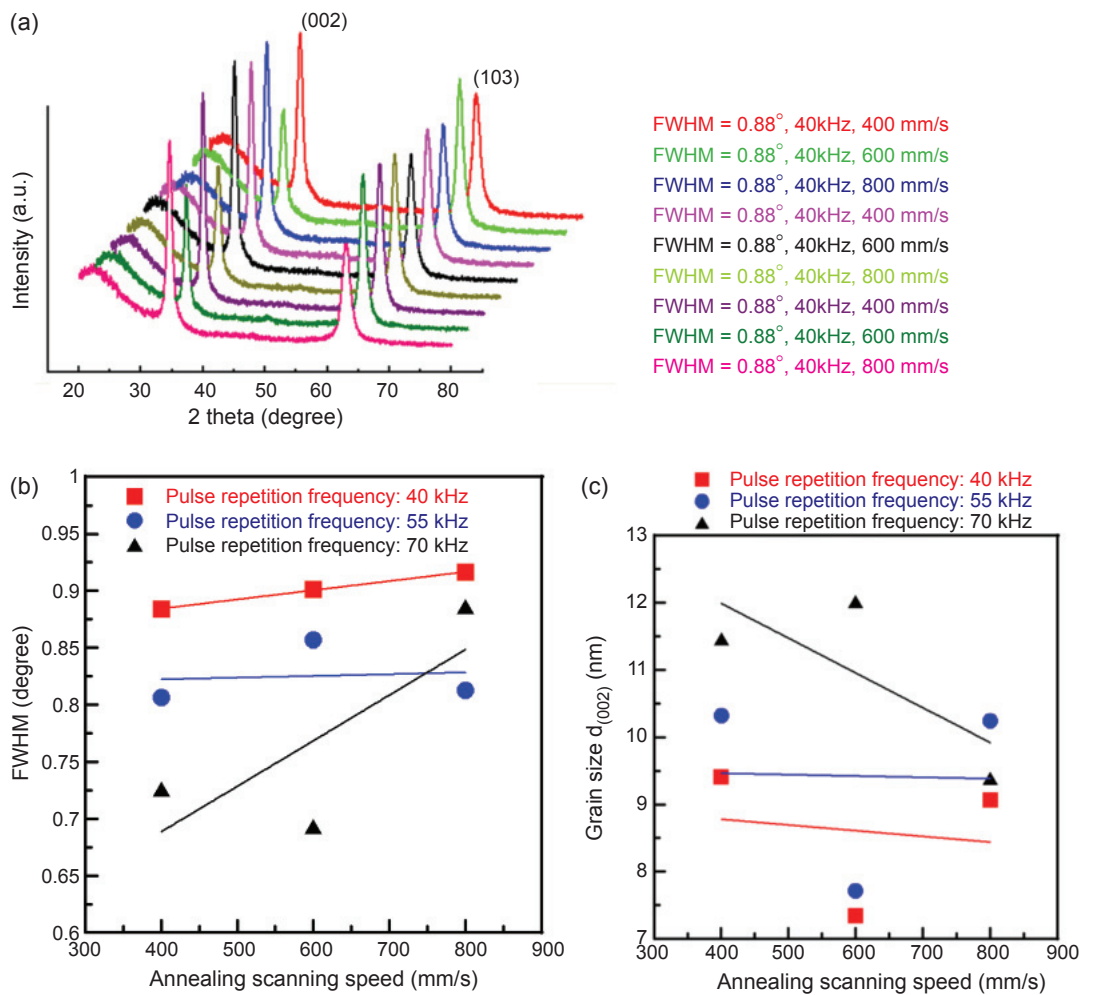 (a)
(002)
(103)
Intensity (a.u.)
20 30 40 50 60 70 80
2 theta (degree)
FWHM = 0.88°, 40kHz, 400 mm/s
FWHM = 0.88°, 40kHz, 600 mm/s
FWHM = 0.88°, 40kHz, 800 mm/s
FWHM = 0.88°, 40kHz, 400 mm/s
FWHM = 0.88°, 40kHz, 600 mm/s
FWHM = 0.88°, 40kHz, 800 mm/s
FWHM = 0.88°, 40kHz, 400 mm/s
FWHM = 0.88°, 40kHz, 600 mm/s
FWHM = 0.88°, 40kHz, 800 mm/s
(b)
Pulse repetition frequency: 40 kHz
Pulse repetition frequency: 55 kHz
Pulse repetition frequency: 70 kHz
FWHM (degree)
1
0.95
0.9
0.85
0.8
0.75
0.7
0.65
0.6
300 400 500 600 700 800 900
Annealing scanning speed (mm/s)
(c)
Pulse repetition frequency: 40 kHz
Pulse repetition frequency: 55 kHz
Pulse repetition frequency: 70 kHz
Grain size d(002) (nm)
13
12
11
10
9
8
7
300 400 500 600 700 800 900
Annealing scanning speed (mm/s)